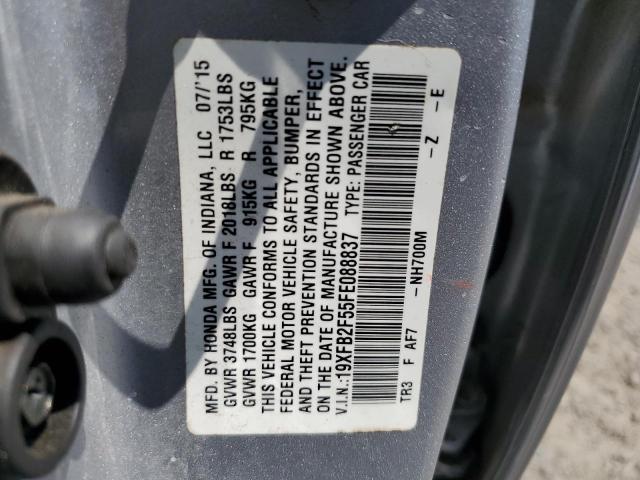 MFD. BY HONDA MFG. OF INDIANA, LLC 07/'15
GVWR 3748LBS GAWR F 2018LBS R 1753LBS
GVWR 1700KG GAWR F 915KG R 795KG
THIS VEHICLE CONFORMS TO ALL APPLICABLE
FEDERAL MOTOR VEHICLE SAFETY, BUMPER,
AND THEFT PREVENTION STANDARDS IN EFFECT
ON THE DATE OF MANUFACTURE SHOWN ABOVE.
V.I.N.:19XFB2F55FE088837 TYPE: PASSENGER CAR
TR3 F AF7 -NH700M -Z -E